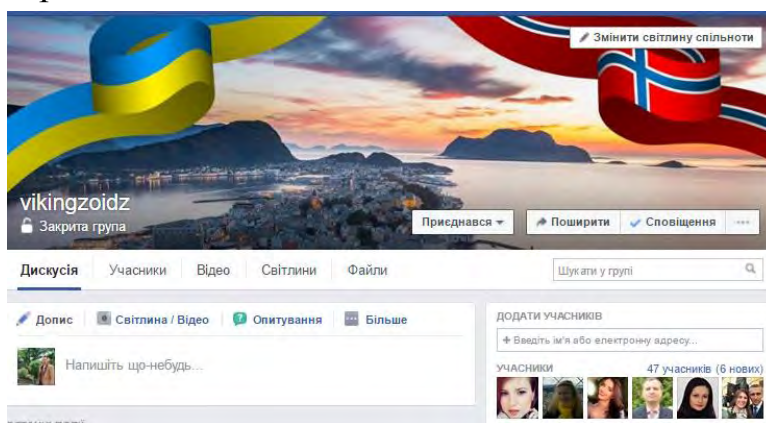 Змінити світлину спільноти
vikingzoidz
Закрита група
Приєднався
Поширити
Сповіщення
Дискусія Учасники Відео Світлини Файли
Шукати у групі
Допис Світлина / Відео Опитування Більше
Напишіть що-небудь...
ДОДАТИ УЧАСНИКІВ
+ Введіть ім'я або електронну адресу...
УЧАСНИКИ 47 учасників (6 нових)